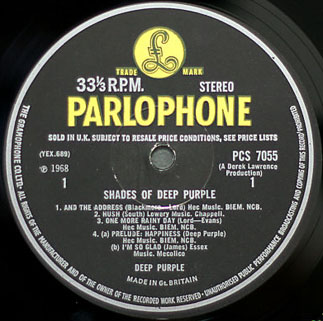 £
TRADE MARK
33⅓ R.P.M. STEREO
PARLOPHONE
SOLD IN U.K. SUBJECT TO RESALE PRICE CONDITIONS, SEE PRICE LISTS
(YEX.689) PCS 7055
℗ 1968 (A Derek Lawrence Production)
1 1
SHADES OF DEEP PURPLE
1. AND THE ADDRESS (Blackmore—Lord) Hec Music. BIEM. NCB.
2. HUSH (South) Lowery Music. Chappell.
3. ONE MORE RAINY DAY (Lord—Evans)
Hec Music. BIEM. NCB.
4. (a) PRELUDE: HAPPINESS (Deep Purple)
Hec Music. BIEM. NCB.
(b) I'M SO GLAD (James) Essex
Music. Mecolico
DEEP PURPLE
MADE IN GT. BRITAIN
THE GRAMOPHONE CO. LTD. ALL RIGHTS OF THE MANUFACTURER AND OF THE OWNER OF THE RECORDED WORK RESERVED. UNAUTHORISED PUBLIC PERFORMANCE BROADCASTING AND COPYING OF THIS RECORD PROHIBITED